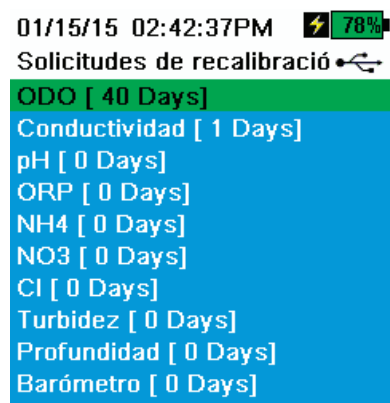 01/15/15 02:42:37PM 78%
Solicitudes de recalibració
ODO [ 40 Days]
Conductividad [ 1 Days]
pH [ 0 Days]
ORP [ 0 Days]
NH4 [ 0 Days]
NO3 [ 0 Days]
Cl [ 0 Days]
Turbidez [ 0 Days]
Profundidad [ 0 Days]
Barómetro [ 0 Days]